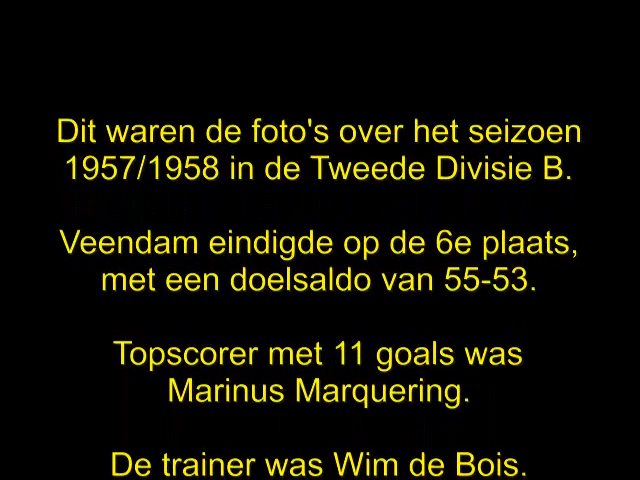 Dit waren de foto's over het seizoen
1957/1958 in de Tweede Divisie B.
Veendam eindigde op de 6e plaats,
met een doelsaldo van 55-53.
Topscorer met 11 goals was
Marinus Marquering.
De trainer was Wim de Bois.